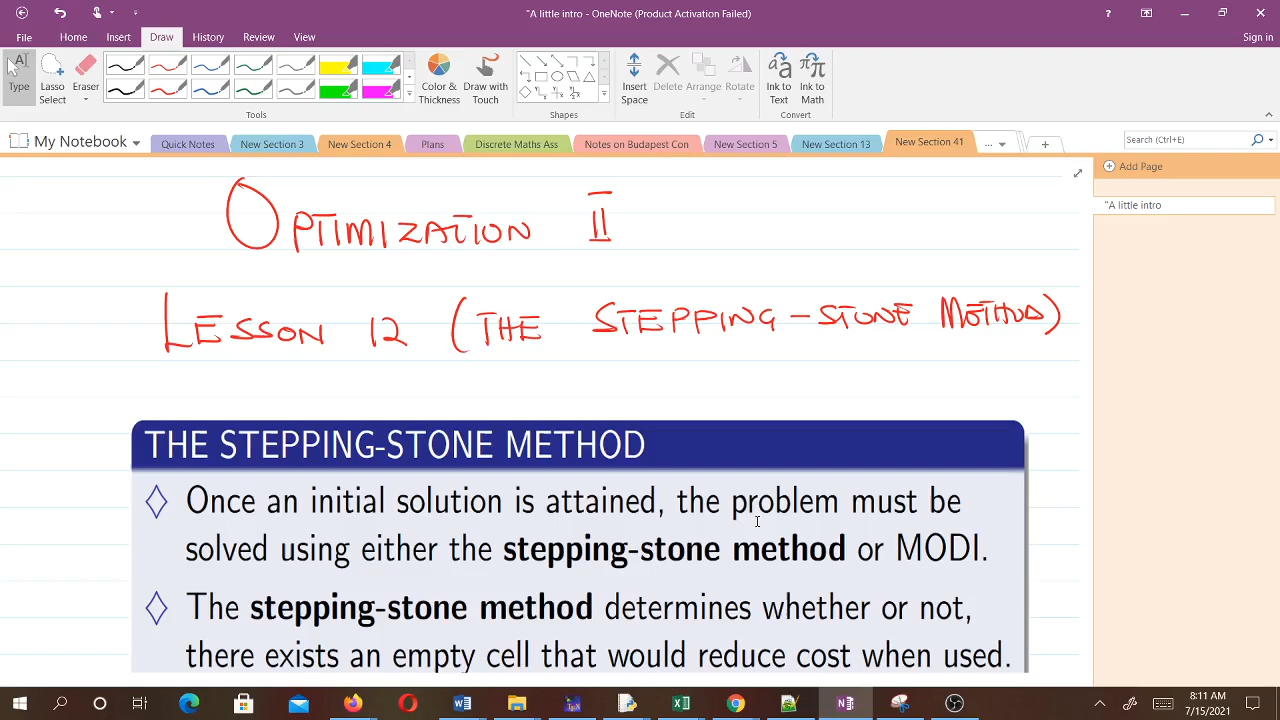 "A little intro - OneNote (Product Activation Failed)
Sign in
File Home Insert Draw History Review View
Type
Lasso Select
Eraser
Color & Thickness
Draw with Touch
Insert Space
Delete
Arrange
Rotate
Ink to Text
Ink to Math
Tools Shapes Edit Convert
My Notebook Quick Notes New Section 3 New Section 4 Plans Discrete Maths Ass Notes on Budapest Con New Section 5 New Section 13 New Section 41 ... Search (Ctrl+E)
Add Page
"A little intro
OPTIMIZATION II
LESSON 12 (THE STEPPING-STONE METHOD)
THE STEPPING-STONE METHOD
Once an initial solution is attained, the problem must be
solved using either the stepping-stone method or MODI.
The stepping-stone method determines whether or not,
there exists an empty cell that would reduce cost when used.
8:11 AM
7/15/2021